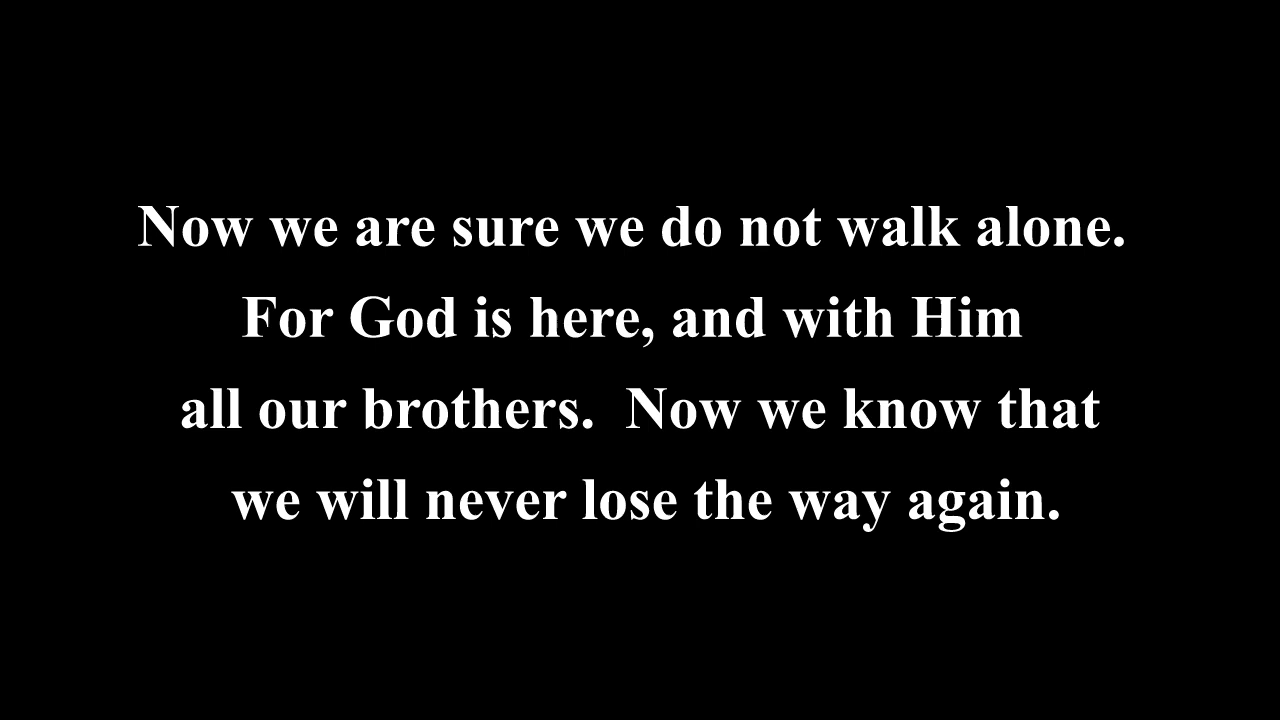 Now we are sure we do not walk alone.
For God is here, and with Him
all our brothers.  Now we know that
we will never lose the way again.